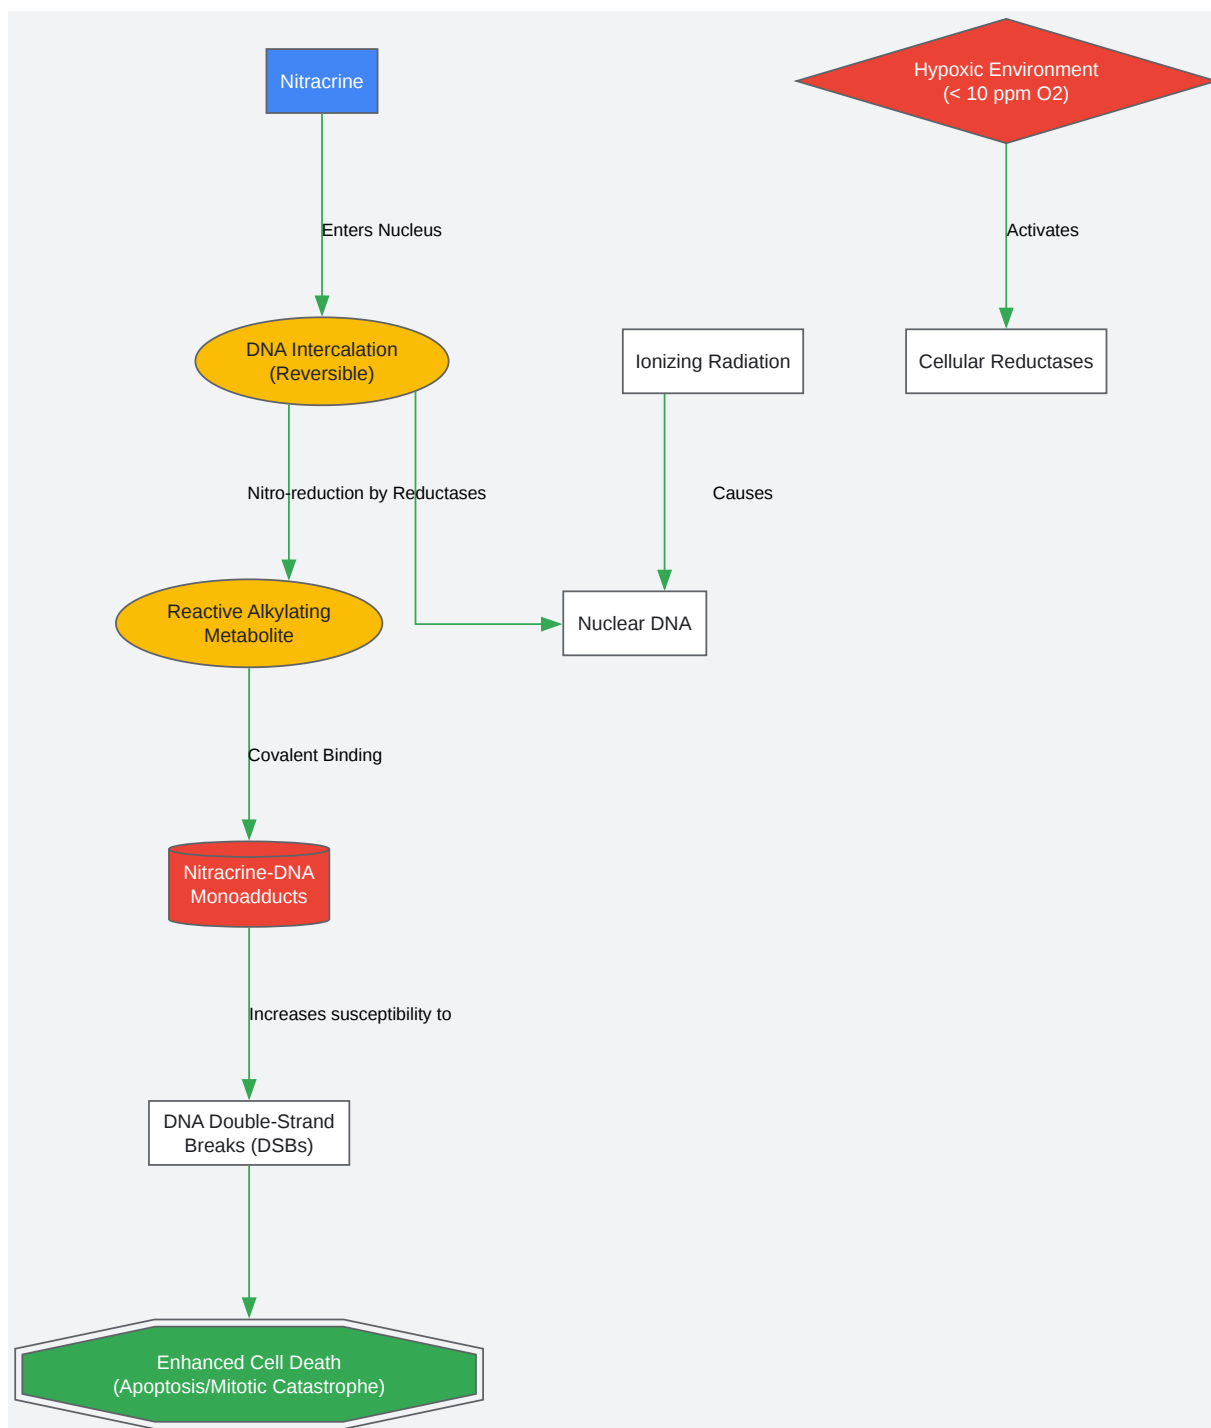 Nitracrine
Hypoxic Environment
(< 10 ppm O2)
Enters Nucleus
Activates
DNA Intercalation
(Reversible)
Ionizing Radiation
Cellular Reductases
Nitro-reduction by Reductases
Causes
Reactive Alkylating
Metabolite
Nuclear DNA
Covalent Binding
Nitracrine-DNA
Monoadducts
Increases susceptibility to
DNA Double-Strand
Breaks (DSBs)
Enhanced Cell Death
(Apoptosis/Mitotic Catastrophe)